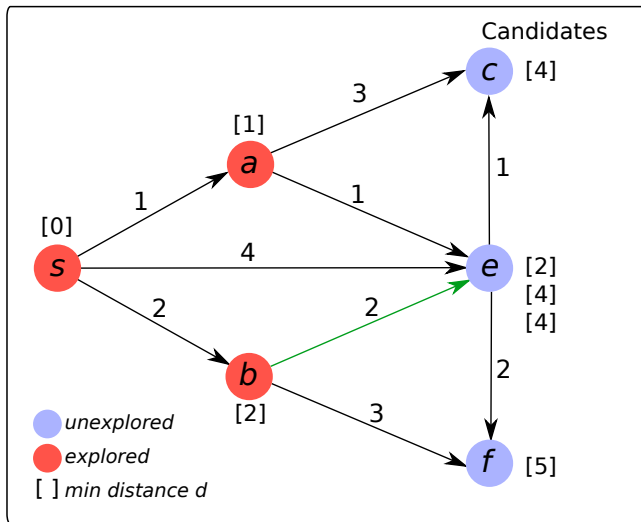 Candidates
c [4]
3
[1]
a
1
1
1
[0]
s
4
e [2]
[4]
[4]
2
2
2
b
[2]
3
f [5]
unexplored
explored
[ ] min distance d